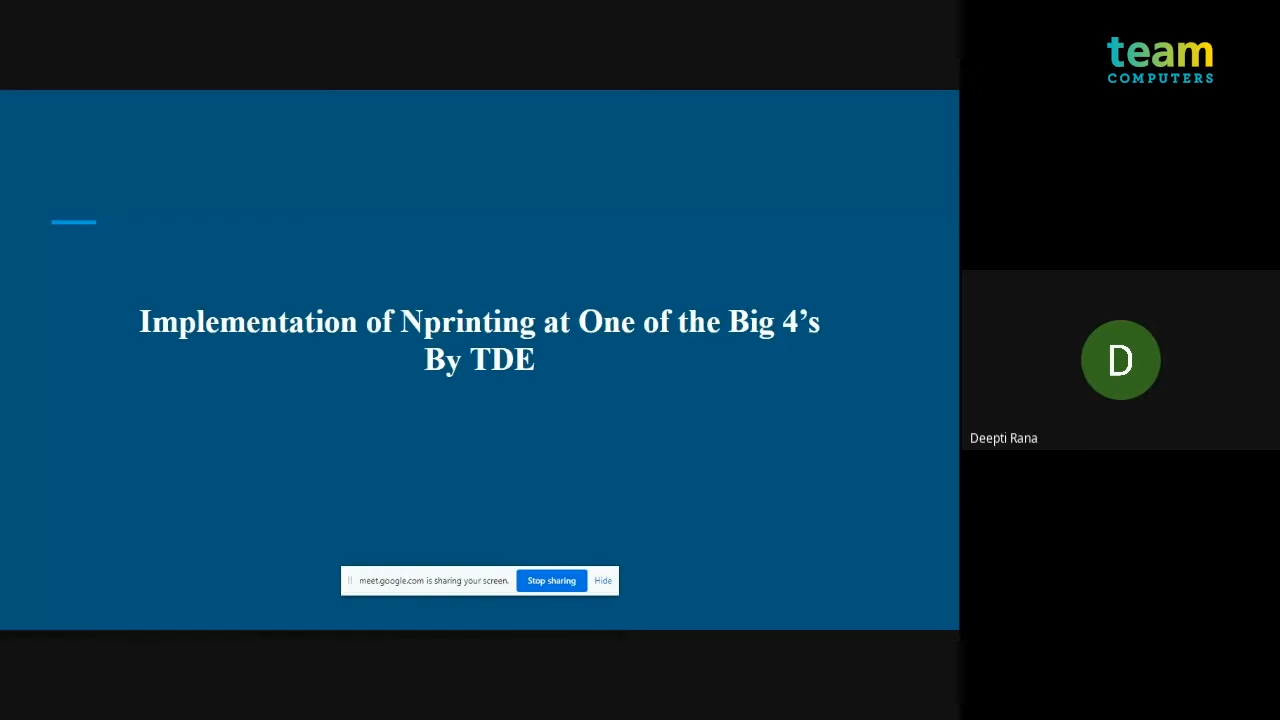 team
COMPUTERS
Implementation of Nprinting at One of the Big 4’s
By TDE
D
Deepti Rana
meet.google.com is sharing your screen. Stop sharing Hide